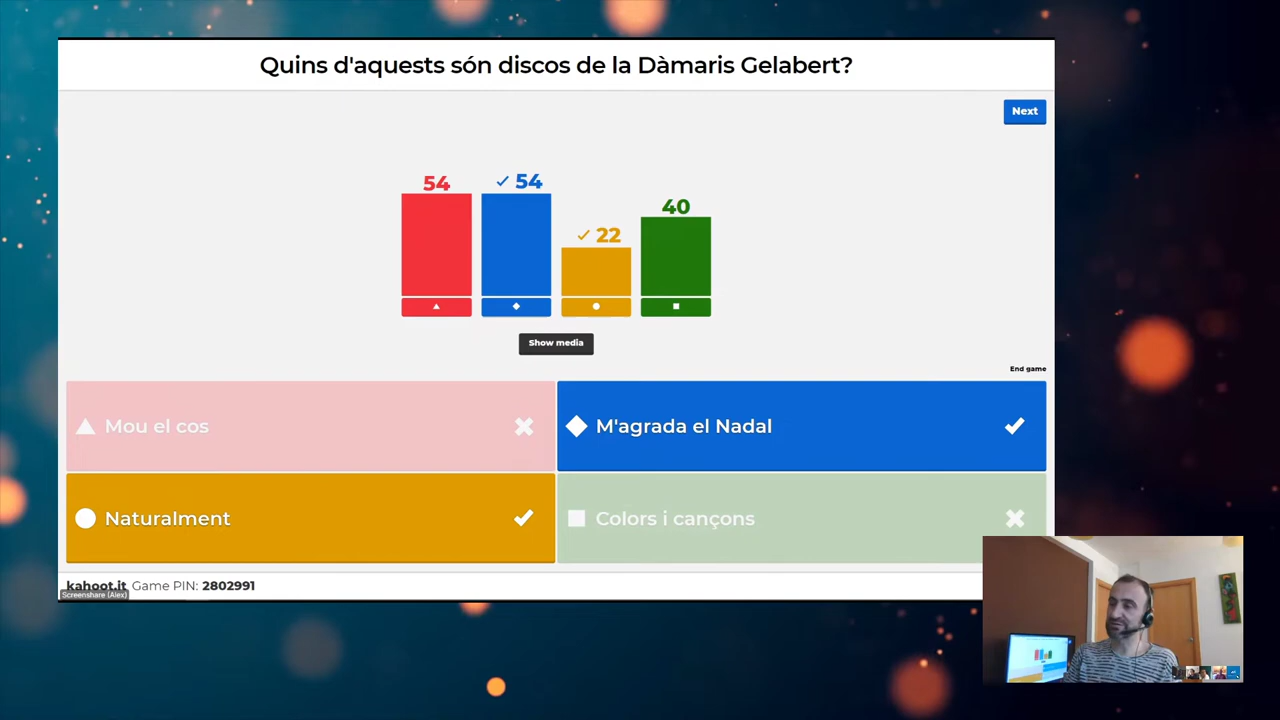 Quins d'aquests són discos de la Dàmaris Gelabert?
Next
54
54
22
40
Show media
End game
Mou el cos
M'agrada el Nadal
Naturalment
Colors i cançons
kahoot.it Game PIN: 2802991
Screenshare (Alex)